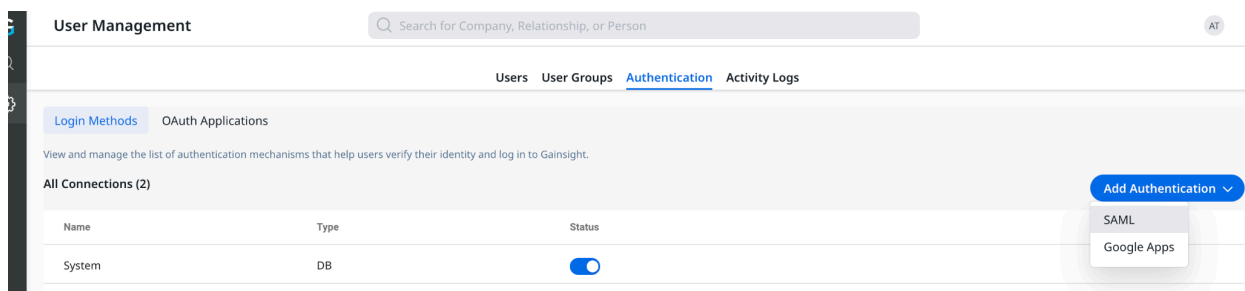 User Management
Search for Company, Relationship, or Person
AT
Users User Groups Authentication Activity Logs
Login Methods OAuth Applications
View and manage the list of authentication mechanisms that help users verify their identity and log in to Gainsight.
All Connections (2)
Add Authentication
SAML
Google Apps
Name Type Status
System DB